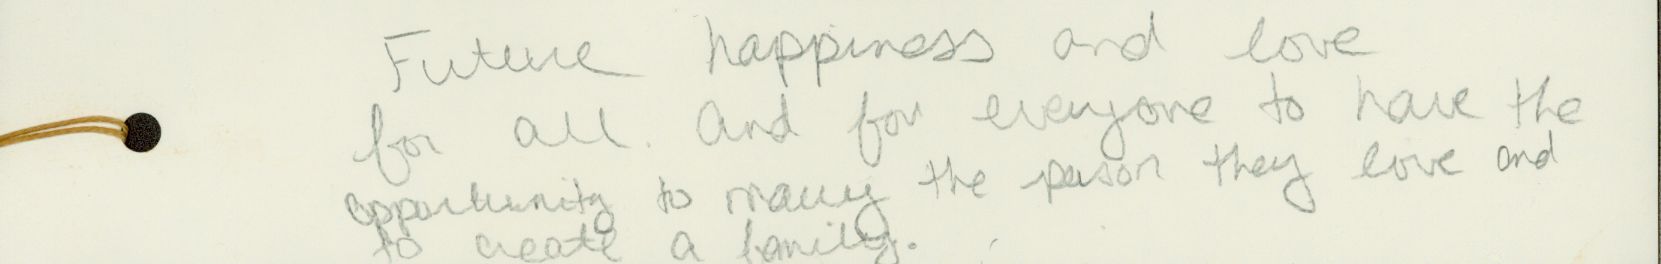 Future happiness and love
for all. And for everyone to have the
opportunity to marry the person they love and
to create a family.